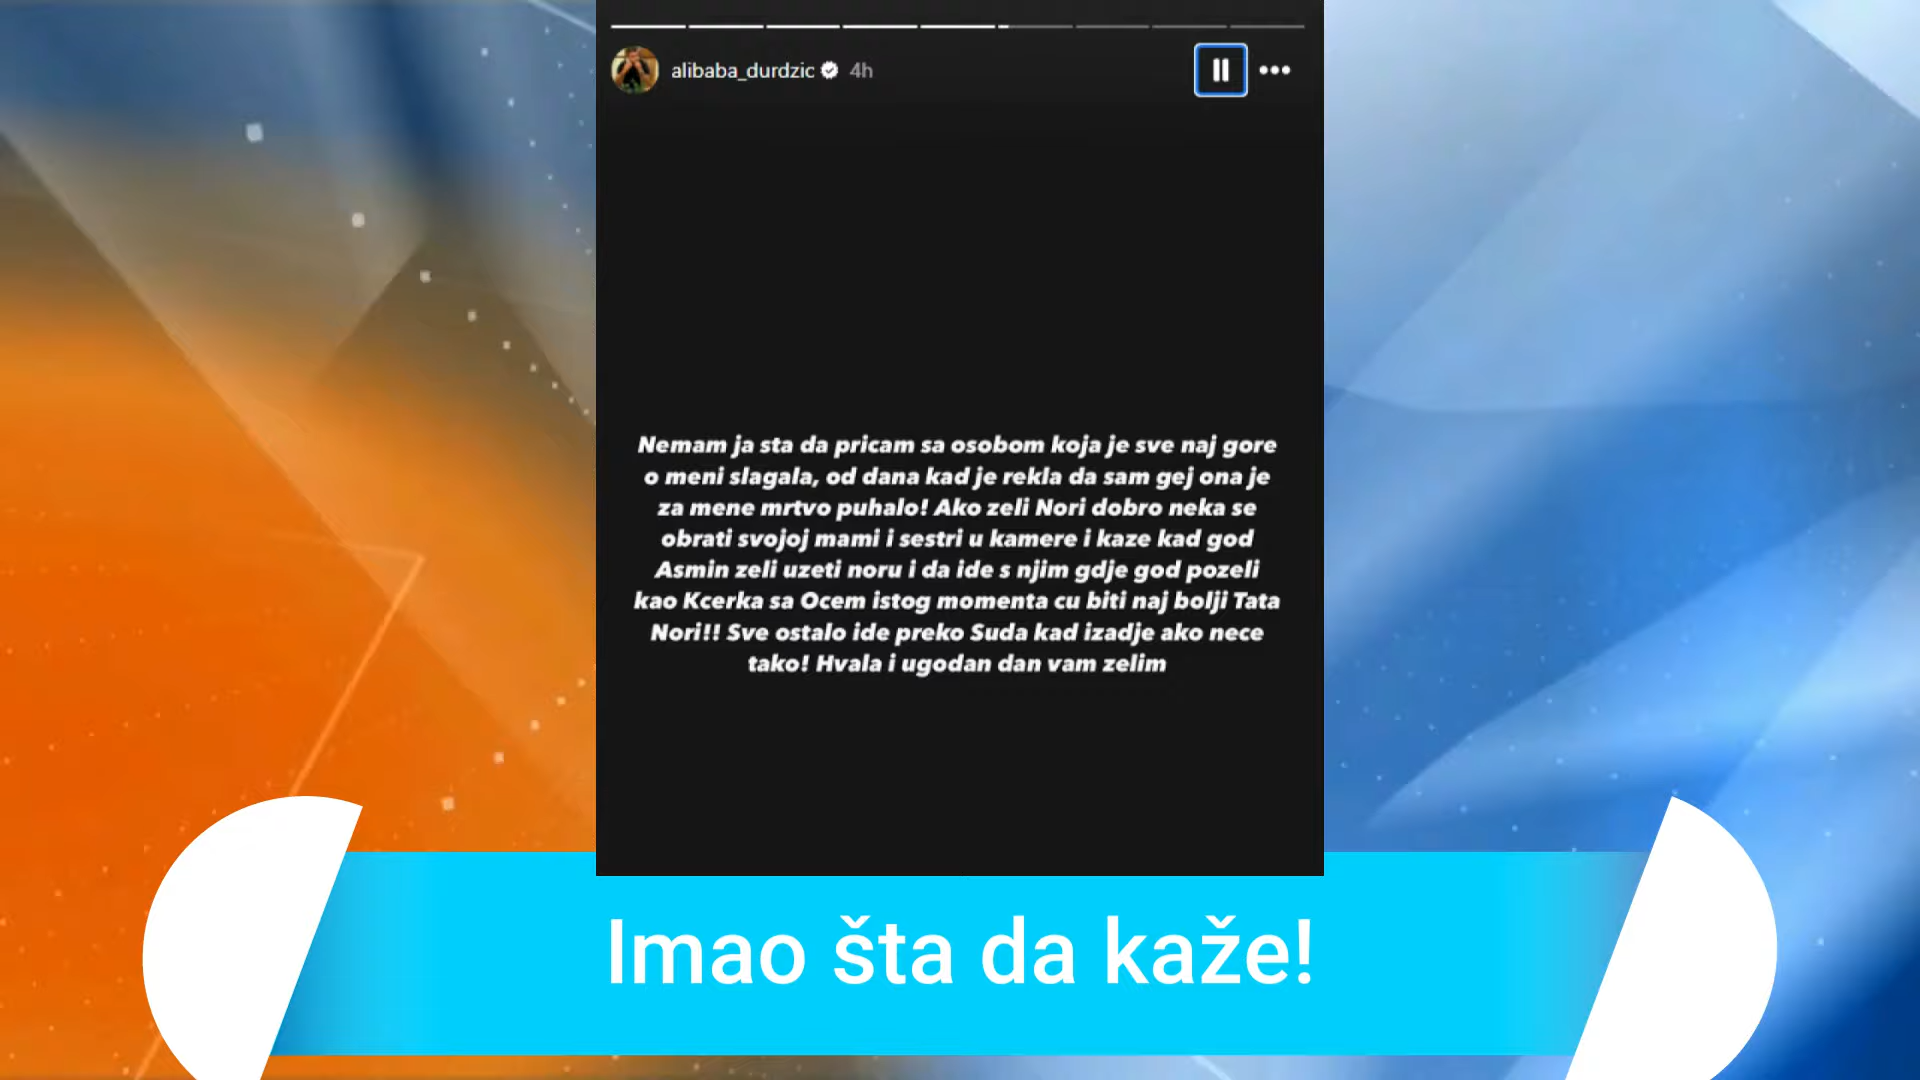 alibaba_durdzic 4h
Nemam ja sta da pricam sa osobom koja je sve naj gore
o meni slagala, od dana kad je rekla da sam gej ona je
za mene mrtvo puhalo! Ako zeli Nori dobro neka se
obrati svojoj mami i sestri u kamere i kaze kad god
Asmin zeli uzeti noru i da ide s njim gdje god pozeli
kao Kcerka sa Ocem istog momenta cu biti naj bolji Tata
Nori!! Sve ostalo ide preko Suda kad izadje ako nece
tako! Hvala i ugodan dan vam zelim
Imao šta da kaže!